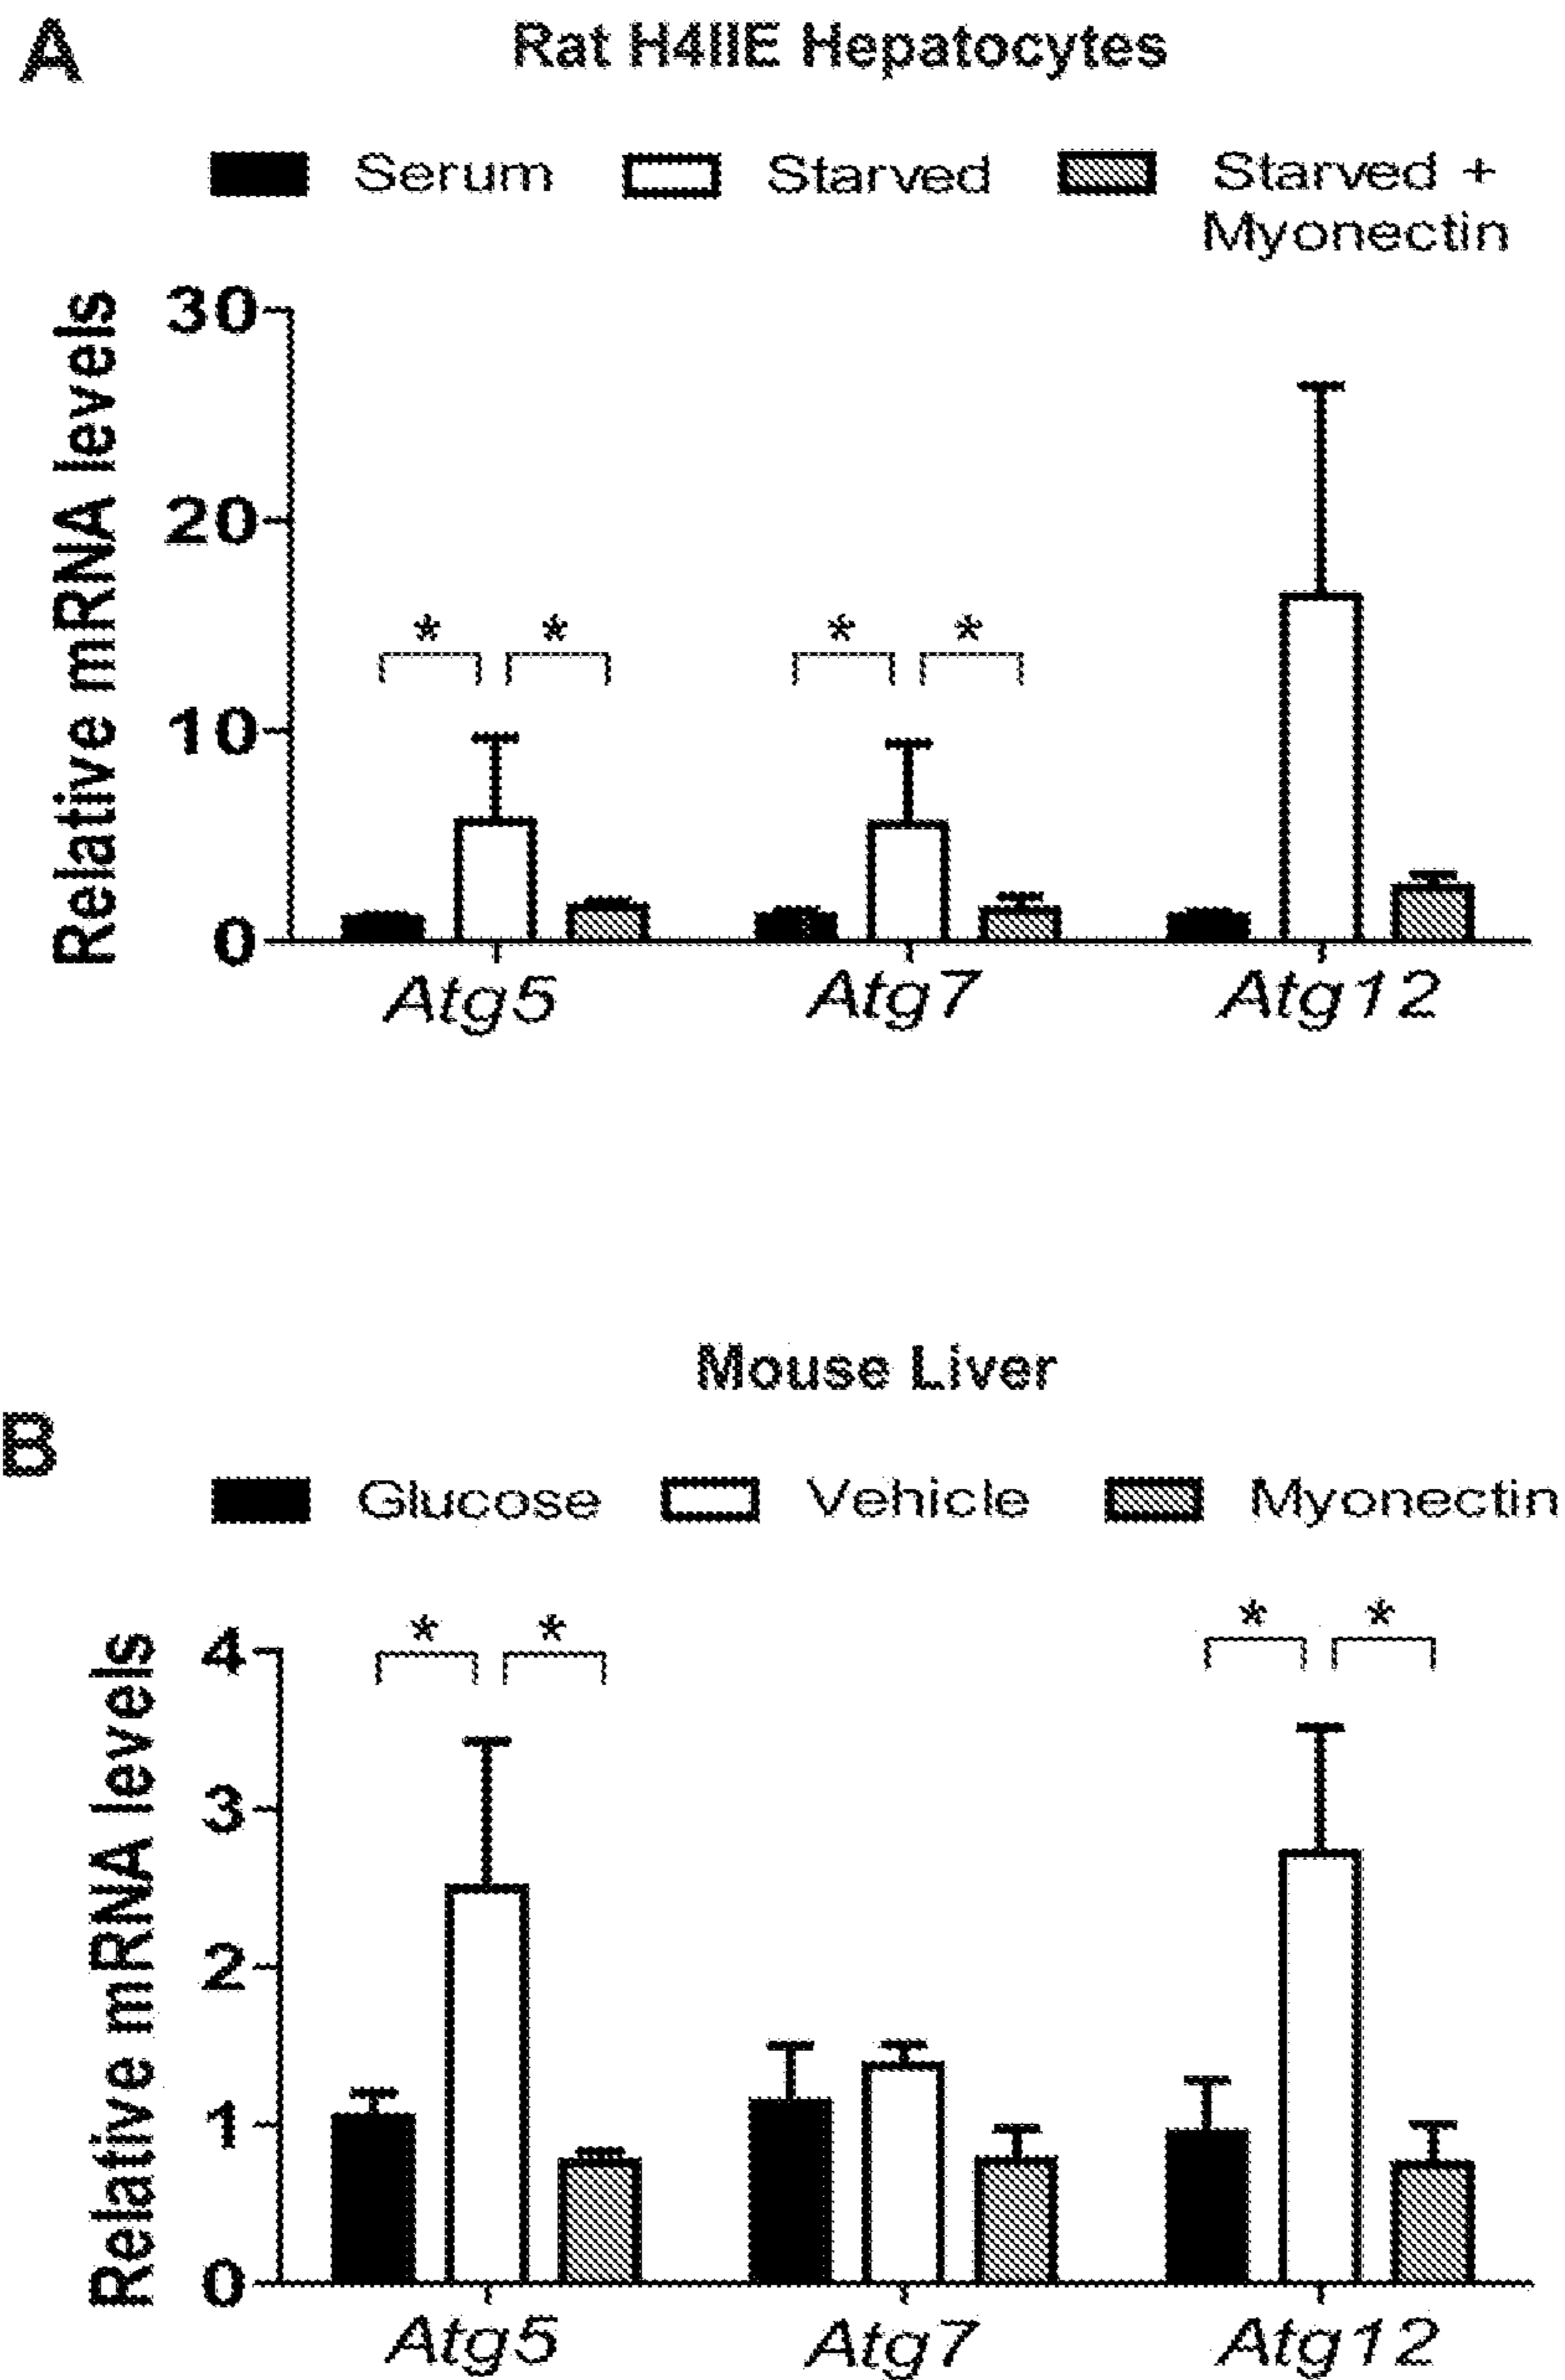 A
Rat H4IIE Hepatocytes
Serum Starved Starved +
Myonectin
Relative mRNA levels
30
20
10
0
* * * *
Atg5 Atg7 Atg12
Mouse Liver
B
Glucose Vehicle Myonectin
Relative mRNA levels
4
3
2
1
0
* * * *
Atg5 Atg7 Atg12